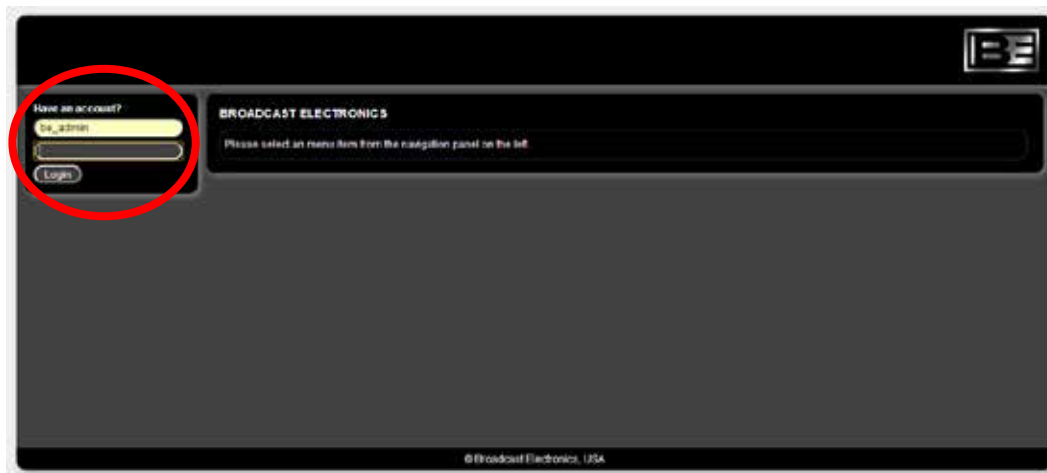 BE
Have an account?
be_admin
Login
BROADCAST ELECTRONICS
Please select an menu item from the navigation panel on the left
© Broadcast Electronics, USA